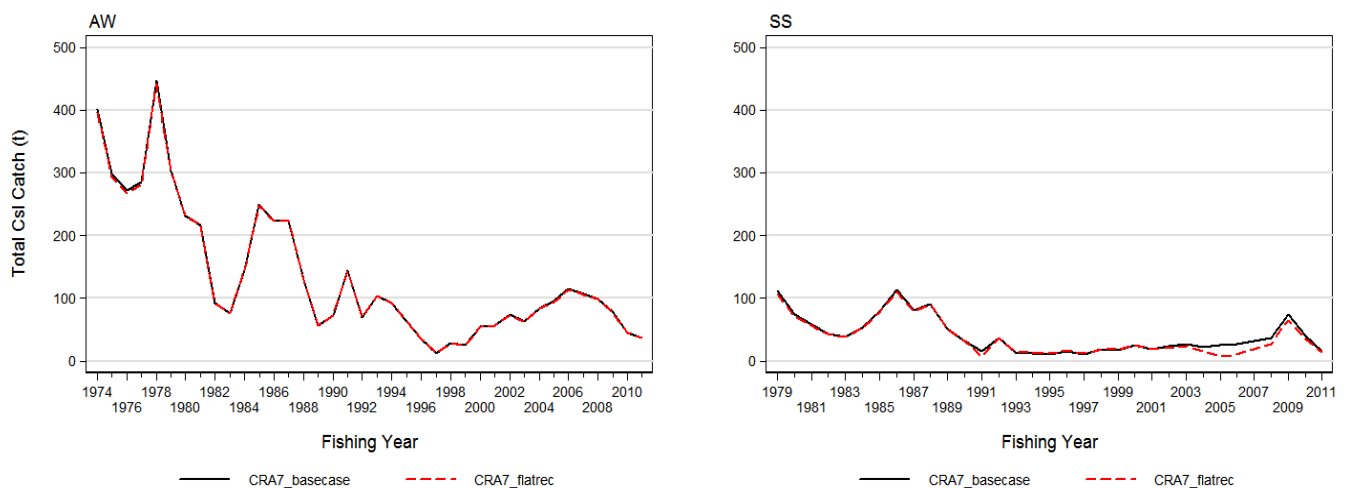 AW
Total Csl Catch (t)
500
400
300
200
100
0
1974 1978 1982 1986 1990 1994 1998 2002 2006 2010
1976 1980 1984 1988 1992 1996 2000 2004 2008
Fishing Year
CRA7_basecase CRA7_flatrec
SS
500
400
300
200
100
0
1979 1983 1987 1991 1995 1999 2003 2007 2011
1981 1985 1989 1993 1997 2001 2005 2009
Fishing Year
CRA7_basecase CRA7_flatrec